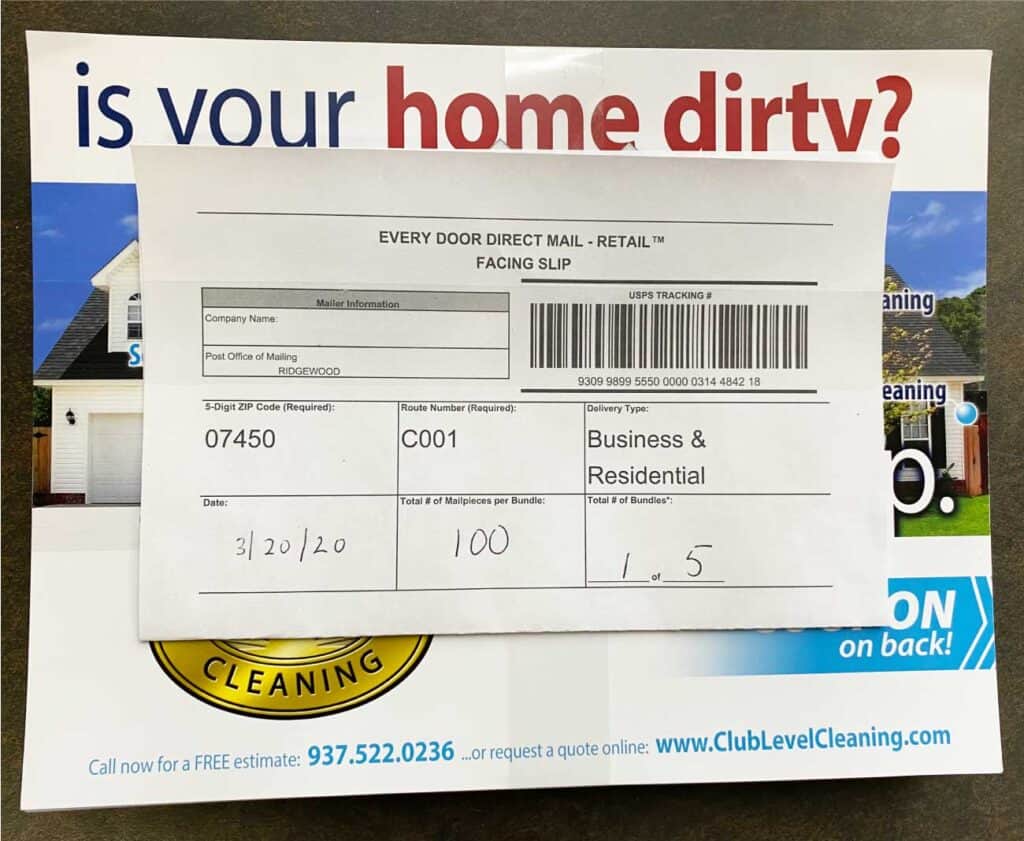 is your home dirty?
EVERY DOOR DIRECT MAIL - RETAIL™
FACING SLIP
Mailer Information
Company Name:
Post Office of Mailing
RIDGEWOOD
USPS TRACKING #
9309 9899 5550 0000 0314 4842 18
5-Digit ZIP Code (Required):
07450
Route Number (Required):
C001
Delivery Type:
Business &
Residential
Date:
3/20/20
Total # of Mailpieces per Bundle:
100
Total # of Bundles*:
1 of 5
aning
eaning
p.
ON
on back!
CLEANING
Call now for a FREE estimate: 937.522.0236 ...or request a quote online: www.ClubLevelCleaning.com